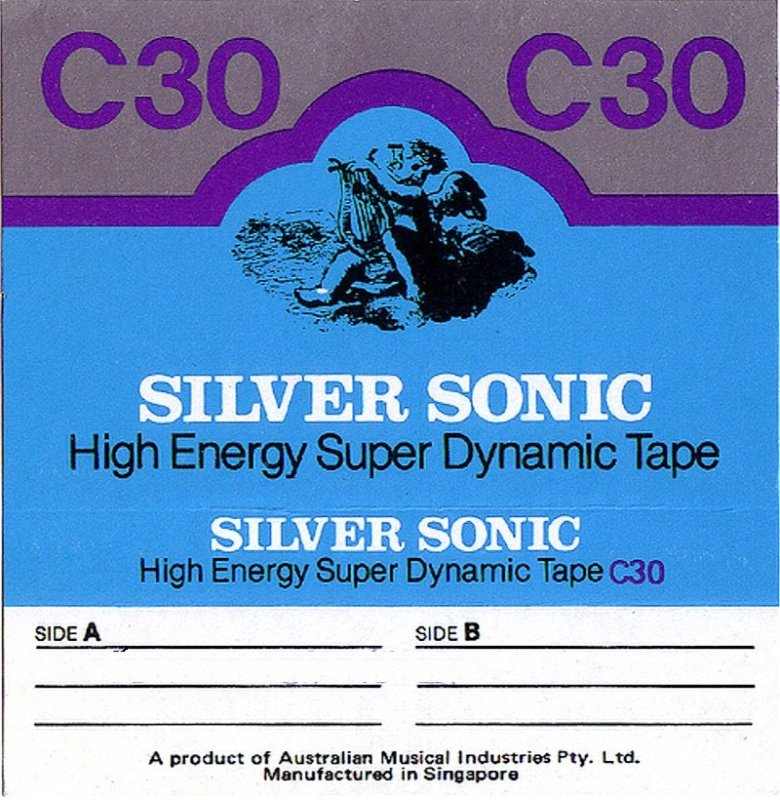 C30 C30
SILVER SONIC
High Energy Super Dynamic Tape
SILVER SONIC
High Energy Super Dynamic Tape C30
SIDE A SIDE B
A product of Australian Musical Industries Pty. Ltd.
Manufactured in Singapore